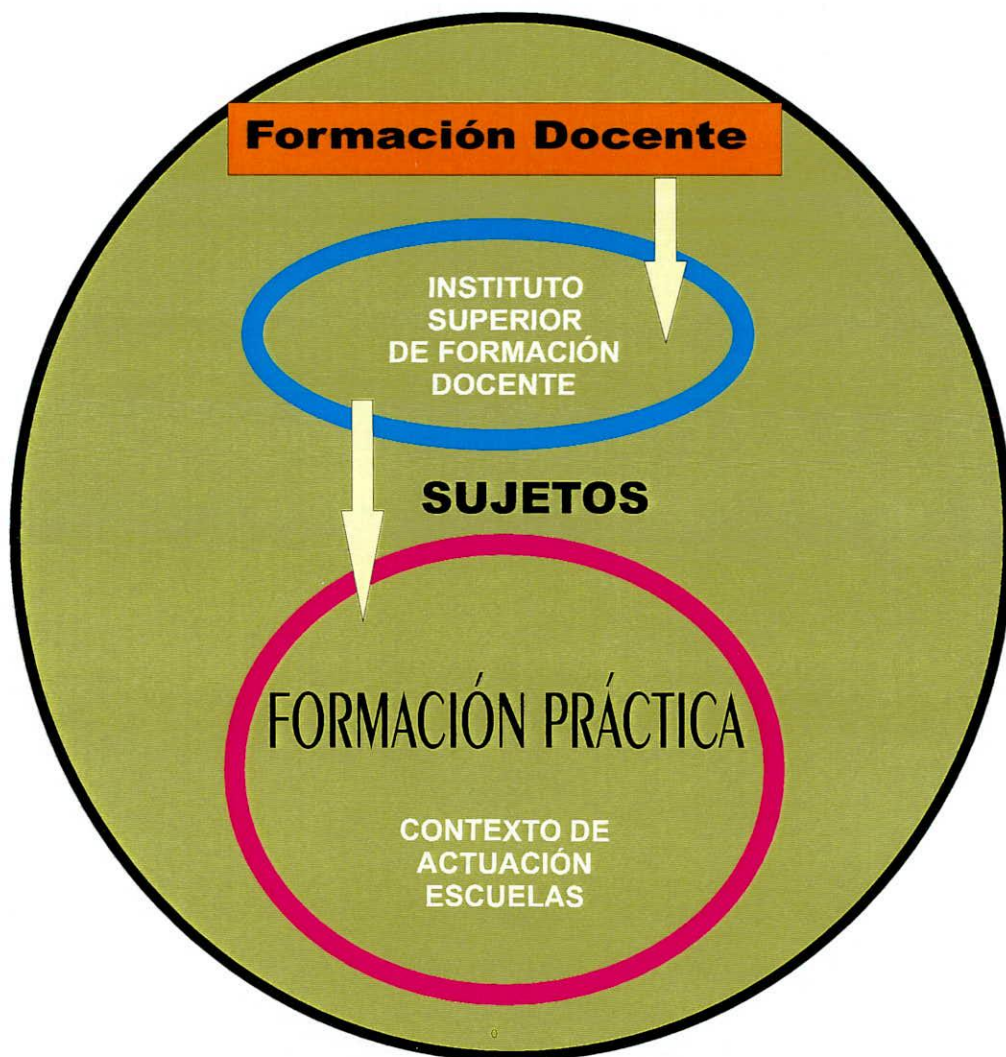 Formación Docente
INSTITUTO
SUPERIOR
DE FORMACIÓN
DOCENTE
SUJETOS
FORMACIÓN PRÁCTICA
CONTEXTO DE
ACTUACIÓN
ESCUELAS